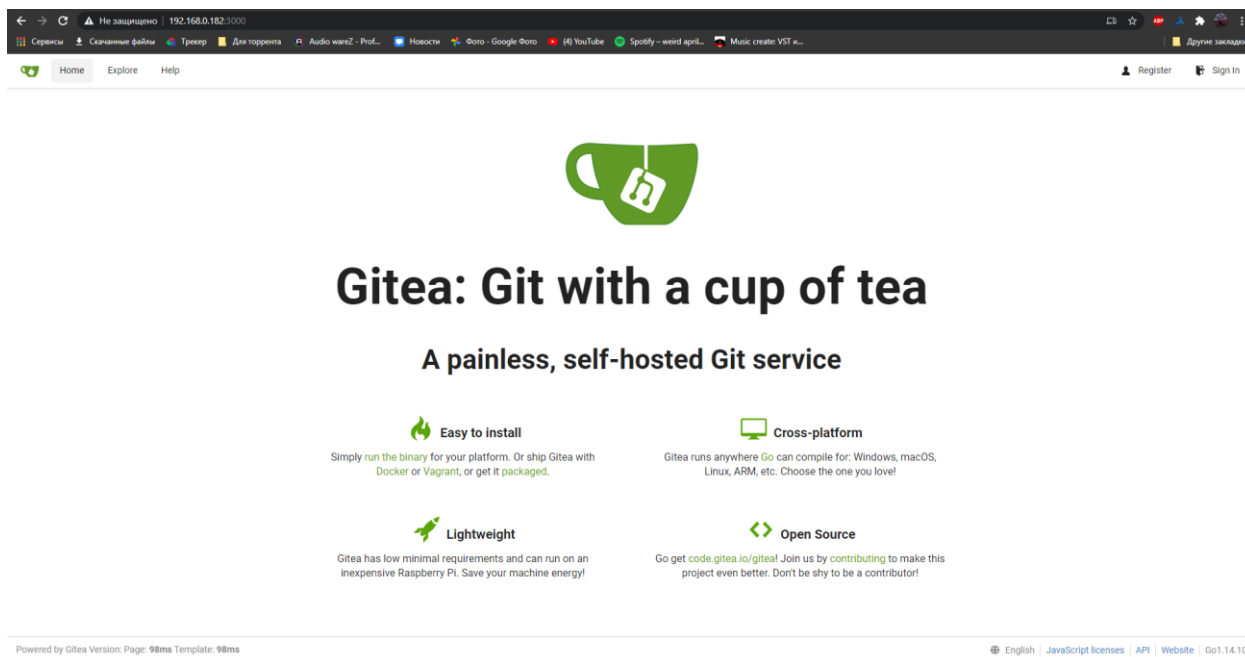 Не защищено | 192.168.0.182:3000
Сервисы Скачанные файлы Трекер Для торрента Audio wareZ - Prof... Новости Фото - Google Фото (4) YouTube Spotify – weird april... Music create: VST и... Другие закладки
Home Explore Help Register Sign In
Gitea: Git with a cup of tea
A painless, self-hosted Git service
Easy to install
Simply run the binary for your platform. Or ship Gitea with
Docker or Vagrant, or get it packaged.
Cross-platform
Gitea runs anywhere Go can compile for: Windows, macOS,
Linux, ARM, etc. Choose the one you love!
Lightweight
Gitea has low minimal requirements and can run on an
inexpensive Raspberry Pi. Save your machine energy!
Open Source
Go get code.gitea.io/gitea! Join us by contributing to make this
project even better. Don't be shy to be a contributor!
Powered by Gitea Version: Page: 98ms Template: 98ms English | JavaScript licenses | API | Website | Go1.14.10